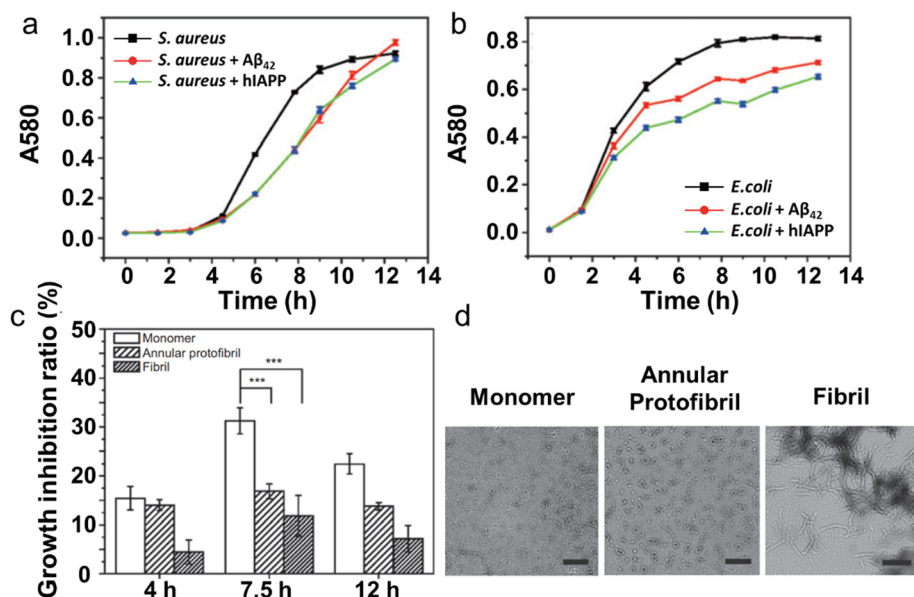 a
S. aureus
S. aureus + Aβ42
S. aureus + hIAPP
A580
1.0
0.8
0.6
0.4
0.2
0.0
0 2 4 6 8 10 12 14
Time (h)
b
E.coli
E.coli + Aβ42
E.coli + hIAPP
A580
0.8
0.6
0.4
0.2
0.0
0 2 4 6 8 10 12 14
Time (h)
c
Growth inhibition ratio (%)
50
40
30
20
10
0
Monomer
Annular protofibril
Fibril
***
***
4 h 7.5 h 12 h
d
Monomer
Annular
Protofibril
Fibril